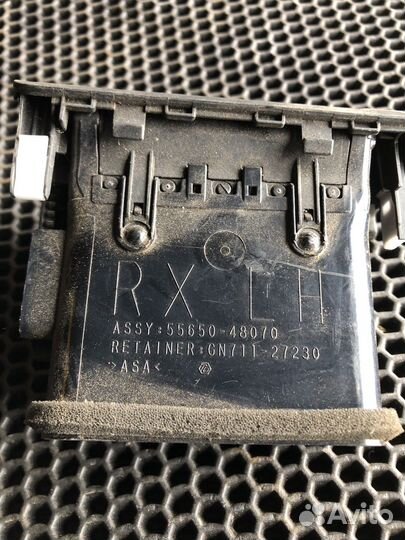 RX LH
ASSY:55650-48070
RETAINER:GN711-27230
>ASA<
Avito